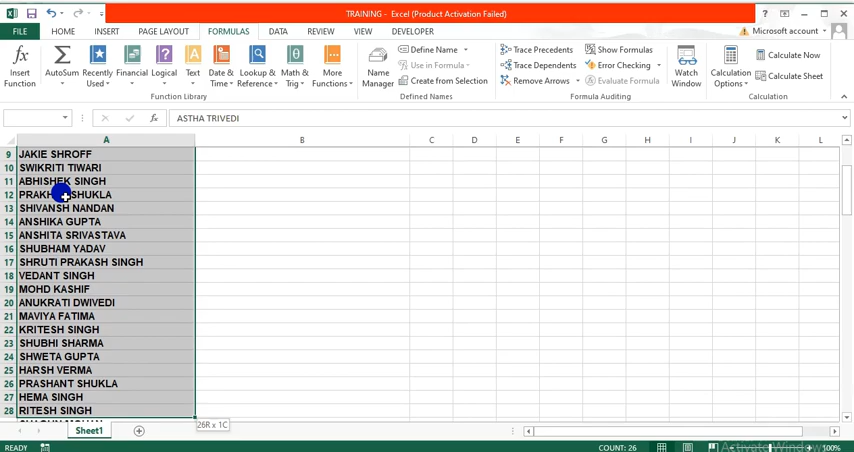 TRAINING - Excel (Product Activation Failed)
FILE HOME INSERT PAGE LAYOUT FORMULAS DATA REVIEW VIEW DEVELOPER Microsoft account
Insert Function
AutoSum
Recently Used
Financial
Logical
Text
Date & Time
Lookup & Reference
Math & Trig
More Functions
Function Library
Name Manager
Define Name
Use in Formula
Create from Selection
Defined Names
Trace Precedents
Trace Dependents
Remove Arrows
Show Formulas
Error Checking
Evaluate Formula
Formula Auditing
Watch Window
Calculation Options
Calculate Now
Calculate Sheet
Calculation
fx ASTHA TRIVEDI
A B C D E F G H I J K L
9 JAKIE SHROFF
10 SWIKRITI TIWARI
11 ABHISHEK SINGH
12 PRAKH SHUKLA
13 SHIVANSH NANDAN
14 ANSHIKA GUPTA
15 ANSHITA SRIVASTAVA
16 SHUBHAM YADAV
17 SHRUTI PRAKASH SINGH
18 VEDANT SINGH
19 MOHD KASHIF
20 ANUKRATI DWIVEDI
21 MAVIYA FATIMA
22 KRITESH SINGH
23 SHUBHI SHARMA
24 SHWETA GUPTA
25 HARSH VERMA
26 PRASHANT SHUKLA
27 HEMA SINGH
28 RITESH SINGH
26R x 1C
Sheet1
READY COUNT: 26 100%
Activate Windows